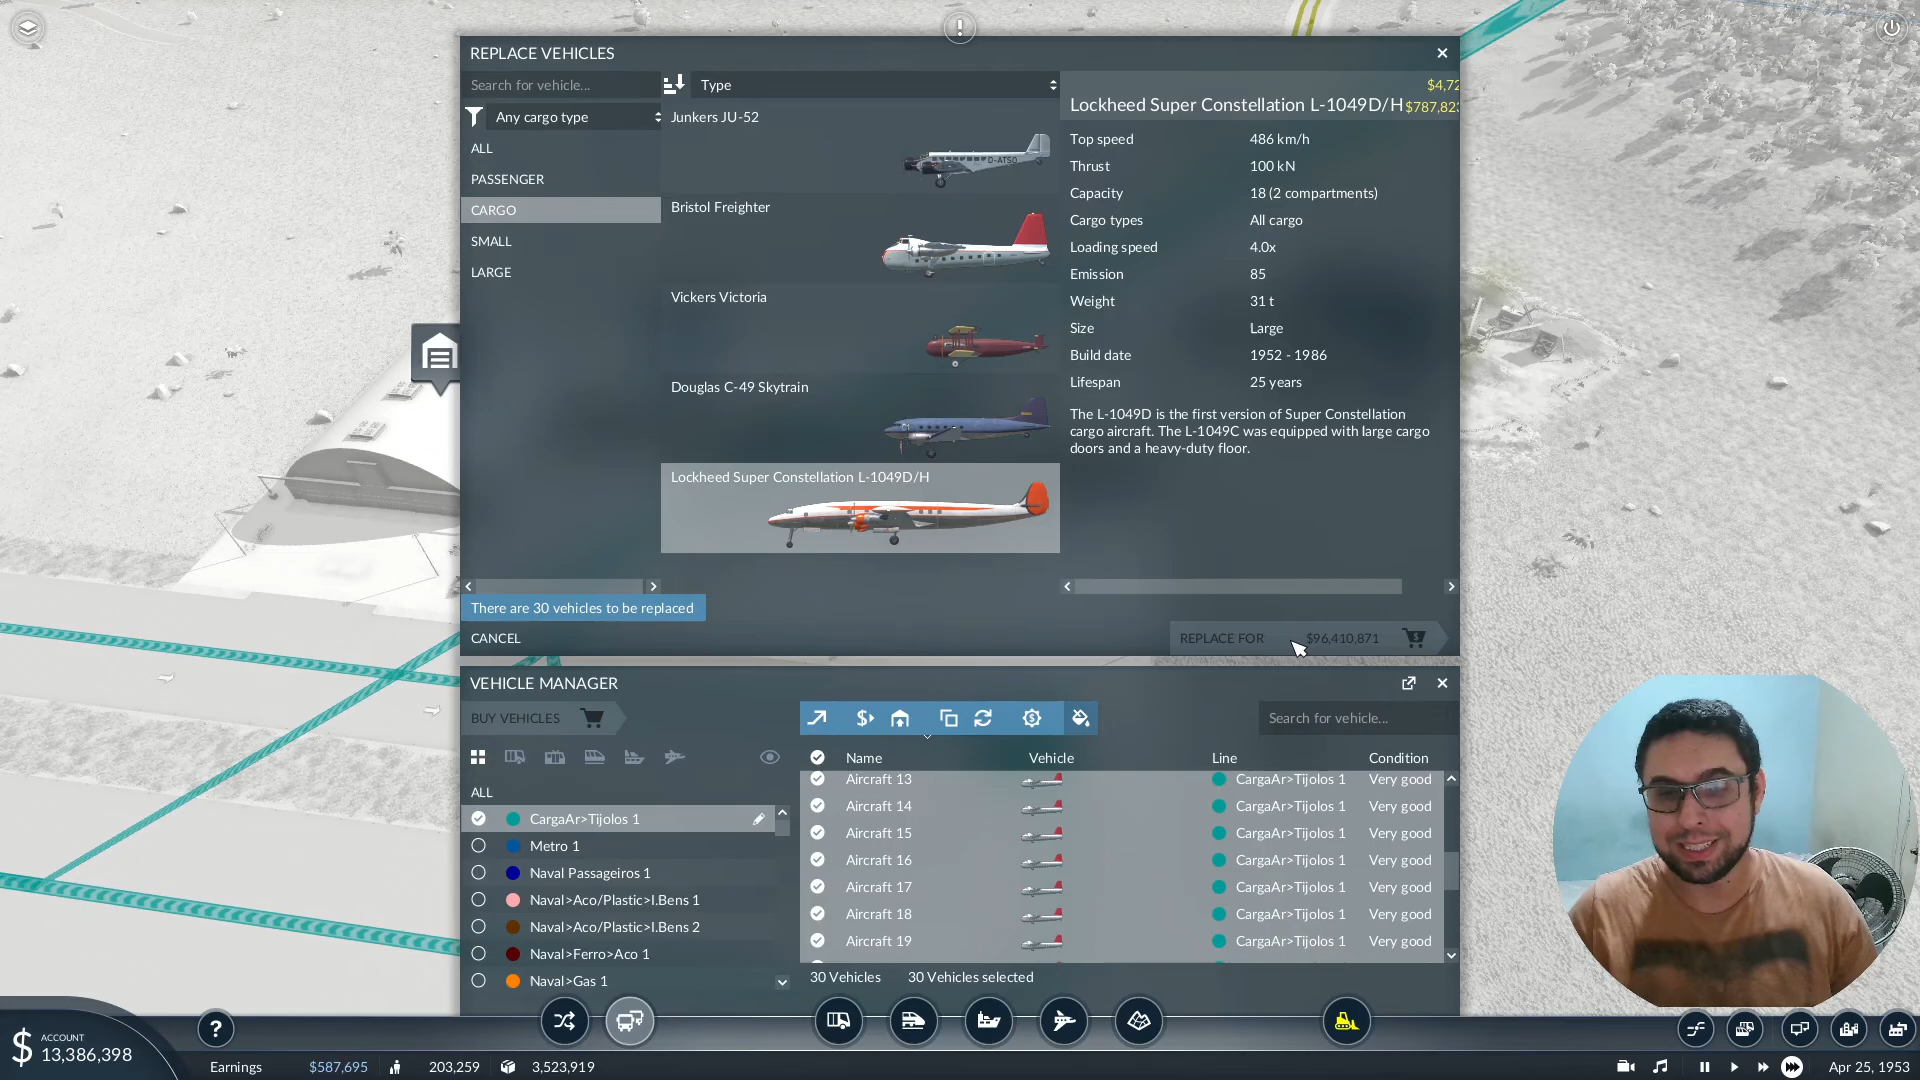 REPLACE VEHICLES
Search for vehicle...
Type
Any cargo type
ALL
PASSENGER
CARGO
SMALL
LARGE
Junkers JU-52
D-ATSO
Bristol Freighter
Vickers Victoria
Douglas C-49 Skytrain
Lockheed Super Constellation L-1049D/H
$4,72
Lockheed Super Constellation L-1049D/H
$787,823
Top speed 486 km/h
Thrust 100 kN
Capacity 18 (2 compartments)
Cargo types All cargo
Loading speed 4.0x
Emission 85
Weight 31 t
Size Large
Build date 1952 - 1986
Lifespan 25 years
The L-1049D is the first version of Super Constellation
cargo aircraft. The L-1049C was equipped with large cargo
doors and a heavy-duty floor.
There are 30 vehicles to be replaced
CANCEL
REPLACE FOR $96,410,871
VEHICLE MANAGER
BUY VEHICLES
Search for vehicle...
ALL
CargaAr>Tijolos 1
Metro 1
Naval Passageiros 1
Naval>Aco/Plastic>I.Bens 1
Naval>Aco/Plastic>I.Bens 2
Naval>Ferro>Aco 1
Naval>Gas 1
Name Vehicle Line Condition
Aircraft 13 CargaAr>Tijolos 1 Very good
Aircraft 14 CargaAr>Tijolos 1 Very good
Aircraft 15 CargaAr>Tijolos 1 Very good
Aircraft 16 CargaAr>Tijolos 1 Very good
Aircraft 17 CargaAr>Tijolos 1 Very good
Aircraft 18 CargaAr>Tijolos 1 Very good
Aircraft 19 CargaAr>Tijolos 1 Very good
30 Vehicles 30 Vehicles selected
?
$ ACCOUNT
13,386,398
Earnings $587,695 203,259 3,523,919
Apr 25, 1953